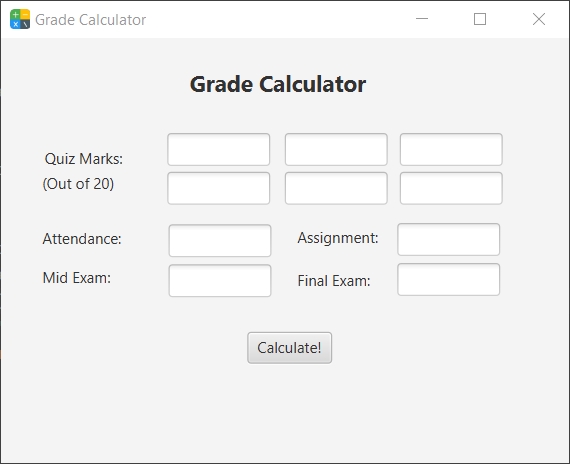 Grade Calculator
Grade Calculator
Quiz Marks:
(Out of 20)
Attendance:
Assignment:
Mid Exam:
Final Exam:
Calculate!